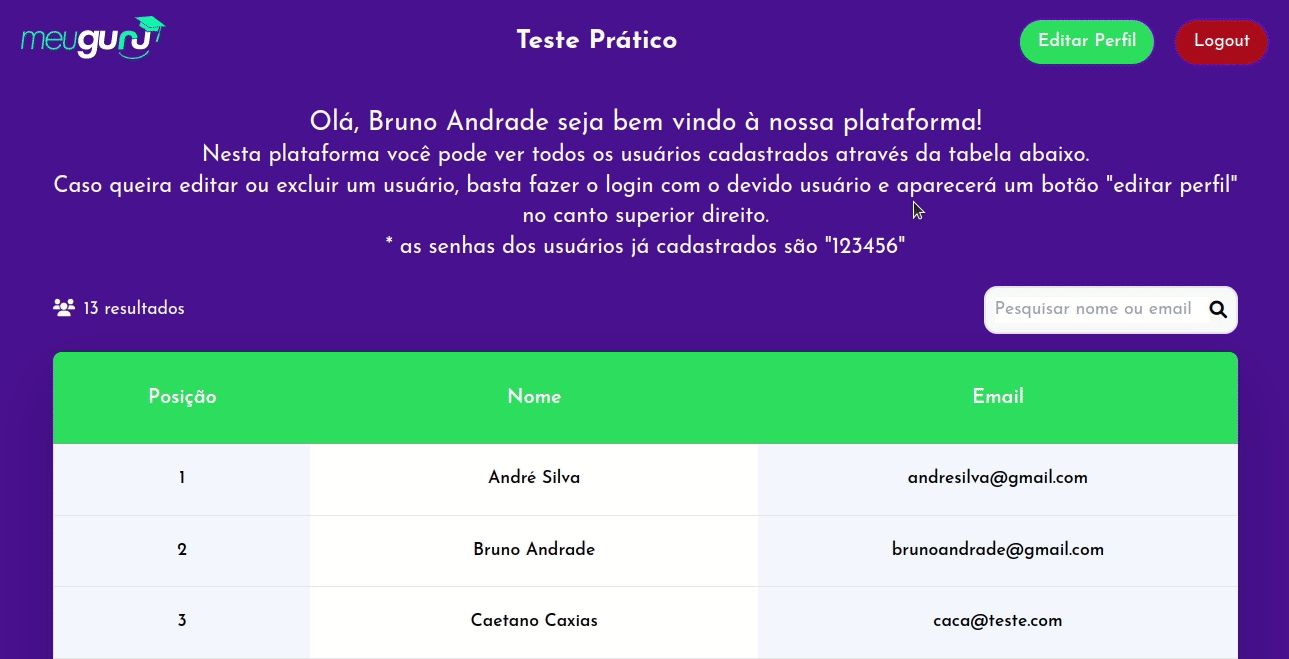 meuguru
Teste Prático
Editar Perfil
Logout
Olá, Bruno Andrade seja bem vindo à nossa plataforma!
Nesta plataforma você pode ver todos os usuários cadastrados através da tabela abaixo.
Caso queira editar ou excluir um usuário, basta fazer o login com o devido usuário e aparecerá um botão "editar perfil"
no canto superior direito.
* as senhas dos usuários já cadastrados são "123456"
13 resultados
Pesquisar nome ou email
Posição Nome Email
1 André Silva andresilva@gmail.com
2 Bruno Andrade brunoandrade@gmail.com
3 Caetano Caxias caca@teste.com